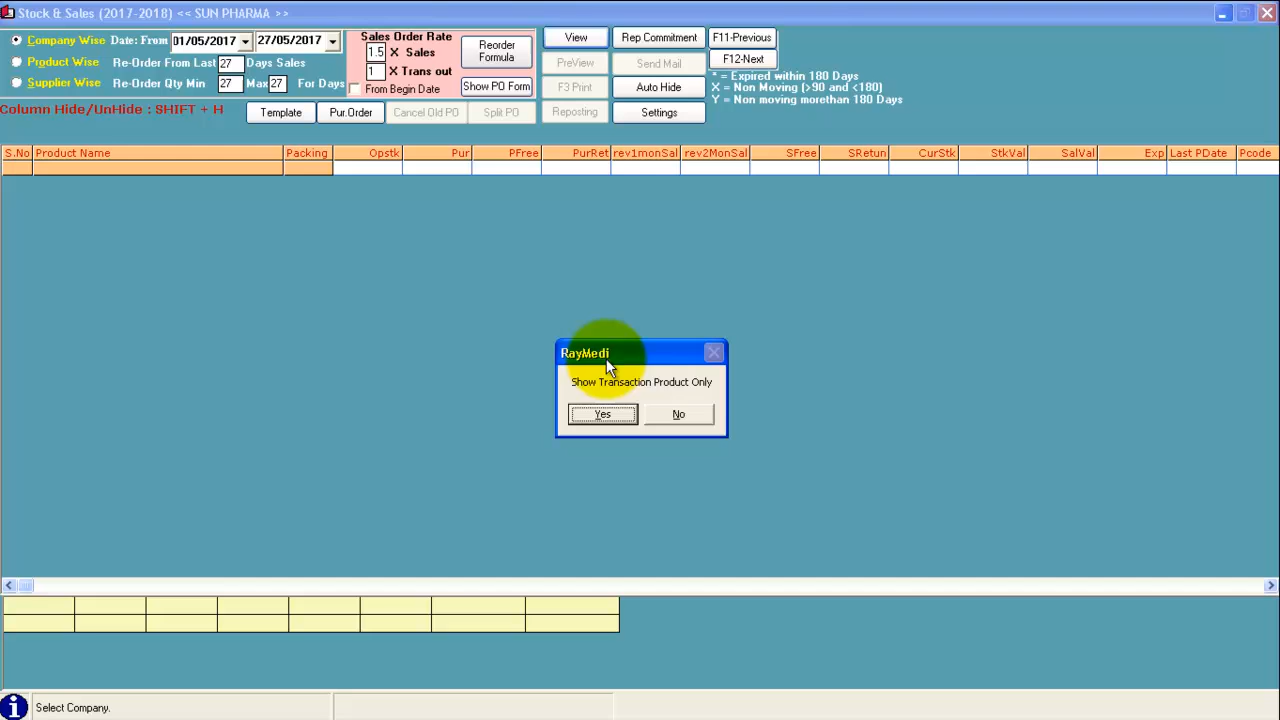 Stock & Sales (2017-2018) << SUN PHARMA >>
Company Wise Date: From 01/05/2017 27/05/2017
Product Wise Re-Order From Last 27 Days Sales
Supplier Wise Re-Order Qty Min 27 Max 27 For Days
Column Hide/UnHide : SHIFT + H
Template
Pur.Order
Cancel Old PO
Split PO
Sales Order Rate
1.5 X Sales
1 X Trans out
From Begin Date
Reorder
Formula
Show PO Form
View
PreView
F3 Print
Reposting
Rep Commitment
Send Mail
Auto Hide
Settings
F11-Previous
F12-Next
* = Expired within 180 Days
X = Non Moving (>90 and <180)
Y = Non moving morethan 180 Days
S.No Product Name Packing Opstk Pur PFree PurRet rev1monSal rev2MonSal SFree SRetun CurStk StkVal SalVal Exp Last PDate Pcode
RayMedi
Show Transaction Product Only
Yes No
Select Company.